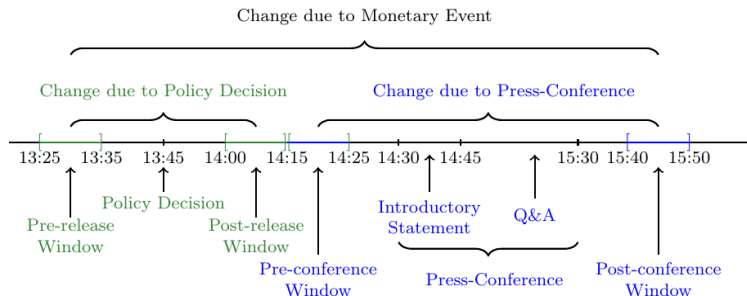 Change due to Monetary Event
Change due to Policy Decision
Change due to Press-Conference
13:25 13:35 13:45 14:00 14:15 14:25 14:30 14:45 15:30 15:40 15:50
Policy Decision
Pre-release
Window
Post-release
Window
Introductory
Statement
Q&A
Pre-conference
Window
Press-Conference
Post-conference
Window